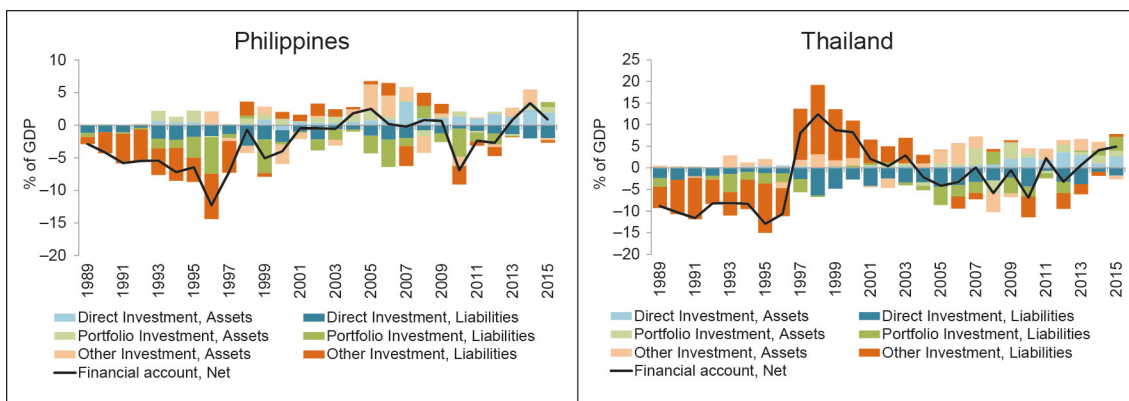 Philippines
% of GDP
10
5
0
–5
–10
–15
–20
1989
1991
1993
1995
1997
1999
2001
2003
2005
2007
2009
2011
2013
2015
Direct Investment, Assets
Direct Investment, Liabilities
Portfolio Investment, Assets
Portfolio Investment, Liabilities
Other Investment, Assets
Other Investment, Liabilities
Financial account, Net
Thailand
% of GDP
25
20
15
10
5
0
–5
–10
–15
–20
1989
1991
1993
1995
1997
1999
2001
2003
2005
2007
2009
2011
2013
2015
Direct Investment, Assets
Direct Investment, Liabilities
Portfolio Investment, Assets
Portfolio Investment, Liabilities
Other Investment, Assets
Other Investment, Liabilities
Financial account, Net